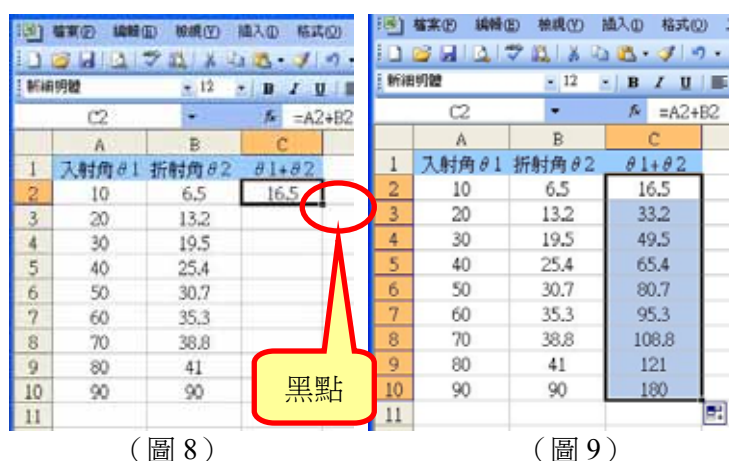 檔案(F) 編輯(E) 檢視(V) 插入(I) 格式(O)
新細明體 12 B I U
C2 fx =A2+B2
A B C
1 入射角θ1 折射角θ2 θ1+θ2
2 10 6.5 16.5
3 20 13.2
4 30 19.5
5 40 25.4
6 50 30.7
7 60 35.3
8 70 38.8
9 80 41
10 90 90
11
黑點
(圖 8)
檔案(F) 編輯(E) 檢視(V) 插入(I) 格式(O)
新細明體 12 B I U
C2 fx =A2+B2
A B C
1 入射角θ1 折射角θ2 θ1+θ2
2 10 6.5 16.5
3 20 13.2 33.2
4 30 19.5 49.5
5 40 25.4 65.4
6 50 30.7 80.7
7 60 35.3 95.3
8 70 38.8 108.8
9 80 41 121
10 90 90 180
11
(圖 9)